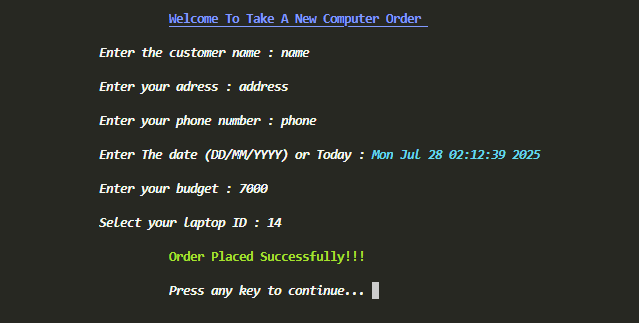 Welcome To Take A New Computer Order
Enter the customer name : name
Enter your adress : address
Enter your phone number : phone
Enter The date (DD/MM/YYYY) or Today : Mon Jul 28 02:12:39 2025
Enter your budget : 7000
Select your laptop ID : 14
Order Placed Successfully!!!
Press any key to continue...